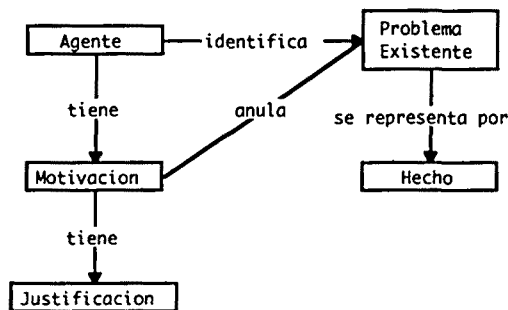 Agente
identifica
Problema
Existente
tiene
anula
se representa por
Motivacion
Hecho
tiene
Justificacion